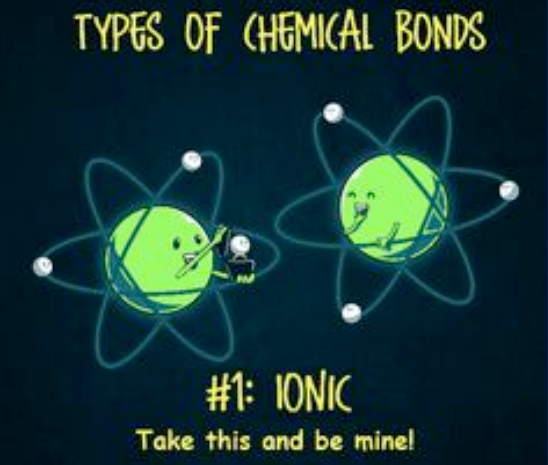 TYPES OF CHEMICAL BONDS
#1: IONIC
Take this and be mine!